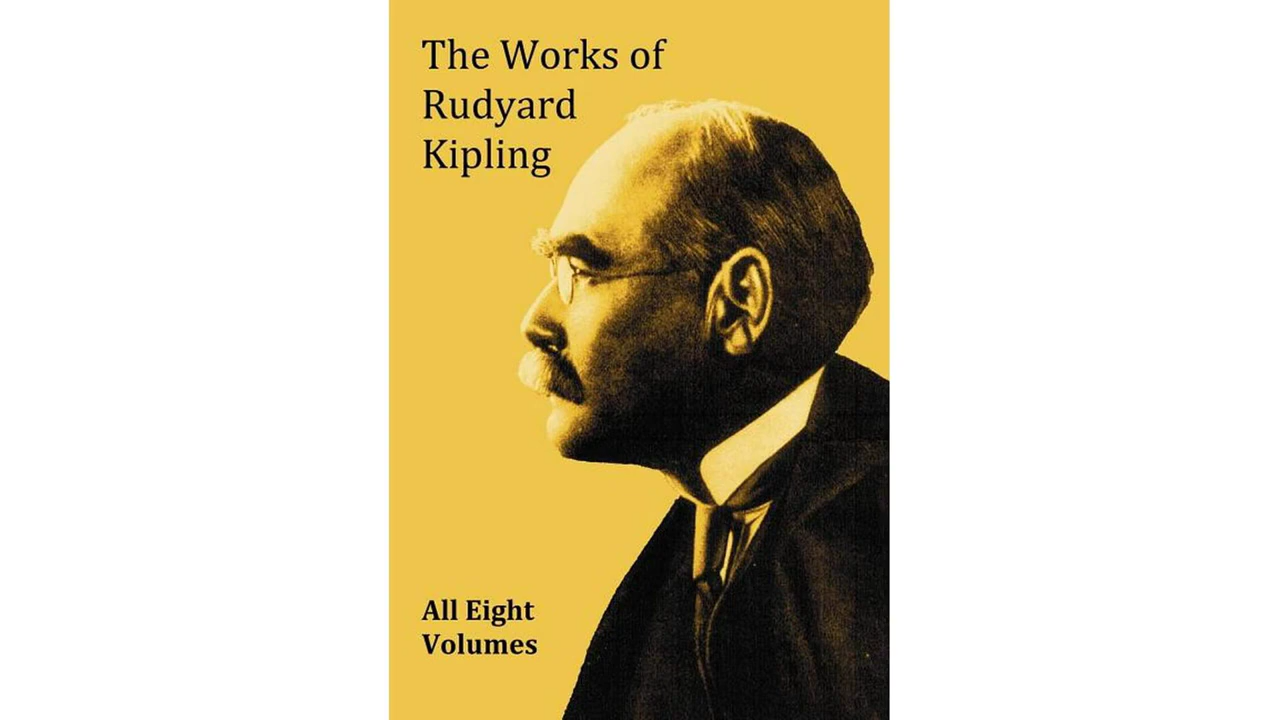 The Works of
Rudyard
Kipling
All Eight
Volumes